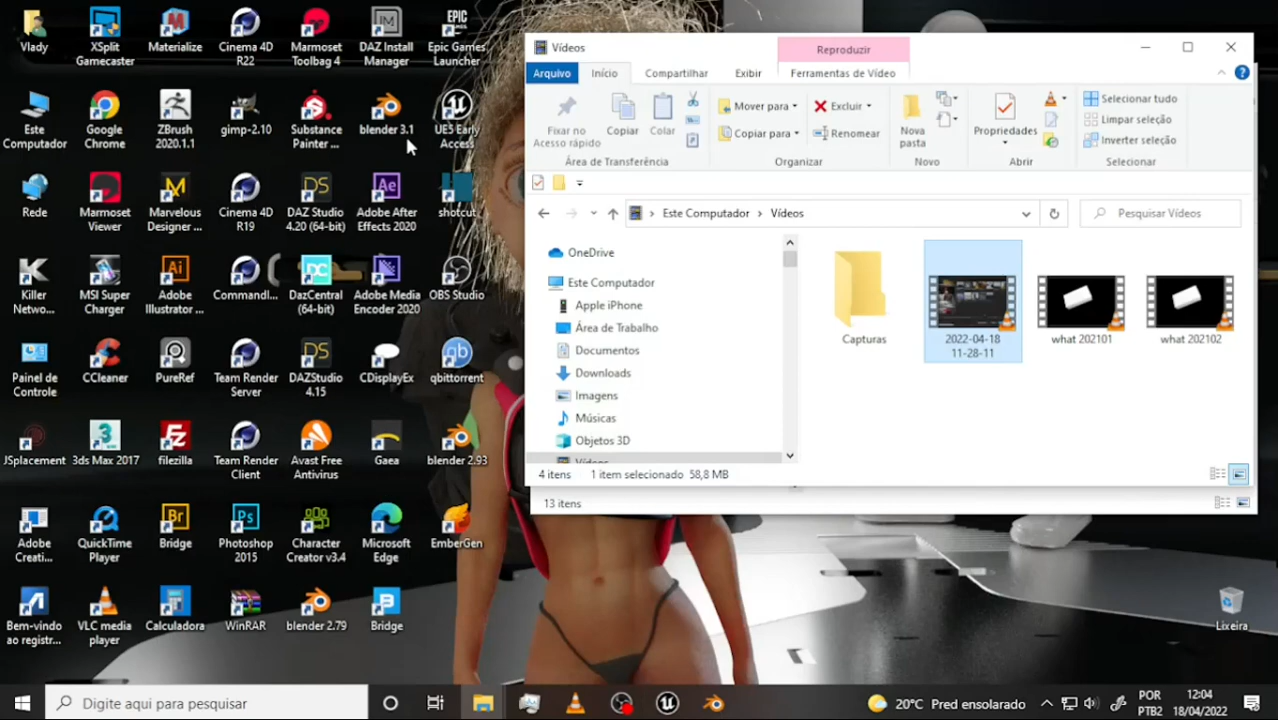 Vlady
XSplit
Gamecaster
Materialize
Cinema 4D
R22
Marmoset
Toolbag 4
DAZ Install
Manager
EPIC
GAMES
Epic Games
Launcher
Este
Computador
Google
Chrome
ZBrush
2020.1.1
gimp-2.10
Substance
Painter ...
blender 3.1
UE5 Early
Access
Rede
Marmoset
Viewer
Marvelous
Designer ...
Cinema 4D
R19
DAZ Studio
4.20 (64-bit)
Adobe After
Effects 2020
shotcut
Killer
Netwo...
MSI Super
Charger
Adobe
Illustrator ...
Commandl...
DazCentral
(64-bit)
Adobe Media
Encoder 2020
OBS Studio
Painel de
Controle
CCleaner
PureRef
Team Render
Server
DAZStudio
4.15
CDisplayEx
qbittorrent
JSplacement
3ds Max 2017
filezilla
Team Render
Client
Avast Free
Antivirus
Gaea
blender 2.93
Adobe
Creati...
QuickTime
Player
Bridge
Photoshop
2015
Character
Creator v3.4
Microsoft
Edge
EmberGen
Bem-vindo
ao registr...
VLC media
player
Calculadora
WinRAR
blender 2.79
Bridge
Vídeos
Reproduzir
Arquivo
Início
Compartilhar
Exibir
Ferramentas de Vídeo
Fixar no
Acesso rápido
Copiar
Colar
Área de Transferência
Mover para
Copiar para
Excluir
Renomear
Organizar
Nova
pasta
Novo
Propriedades
Abrir
Selecionar tudo
Limpar seleção
Inverter seleção
Selecionar
Este Computador > Vídeos
Pesquisar Vídeos
OneDrive
Este Computador
Apple iPhone
Área de Trabalho
Documentos
Downloads
Imagens
Músicas
Objetos 3D
Vídeos
Capturas
2022-04-18
11-28-11
what 202101
what 202102
4 itens
1 item selecionado 58,8 MB
13 itens
Lixeira
Digite aqui para pesquisar
20°C Pred ensolarado
POR
PTB2
12:04
18/04/2022